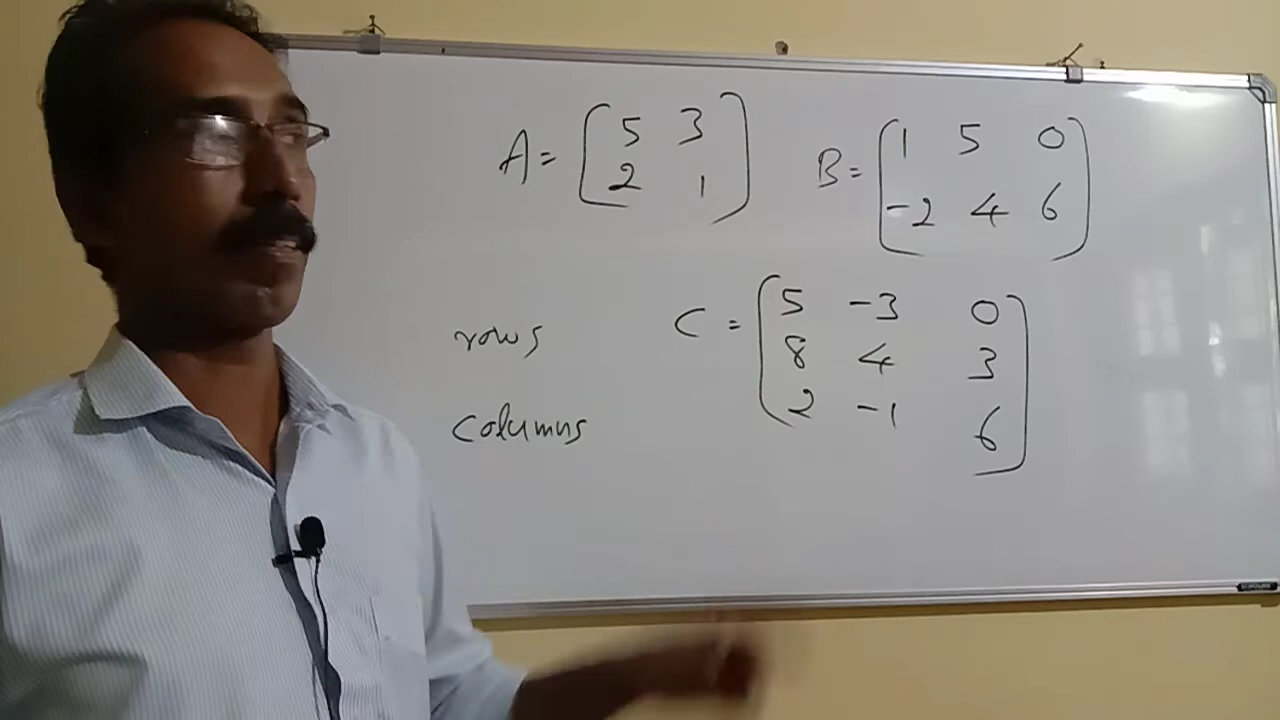 A = [ 5 3
2 1 ]
B = [ 1 5 0
-2 4 6 ]
rows
columns
C = [ 5 -3 0
8 4 3
2 -1 6 ]